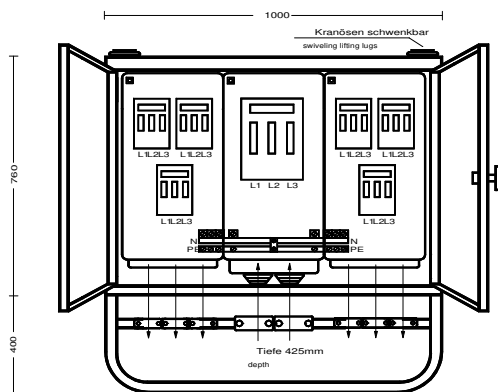 1000
Kranösen schwenkbar
swiveling lifting lugs
760
L1L2L3 L1L2L3
L1L2L3 L1L2L3
L1 L2 L3
L1L2L3
L1L2L3
N N
PE PE
400
Tiefe 425mm
depth